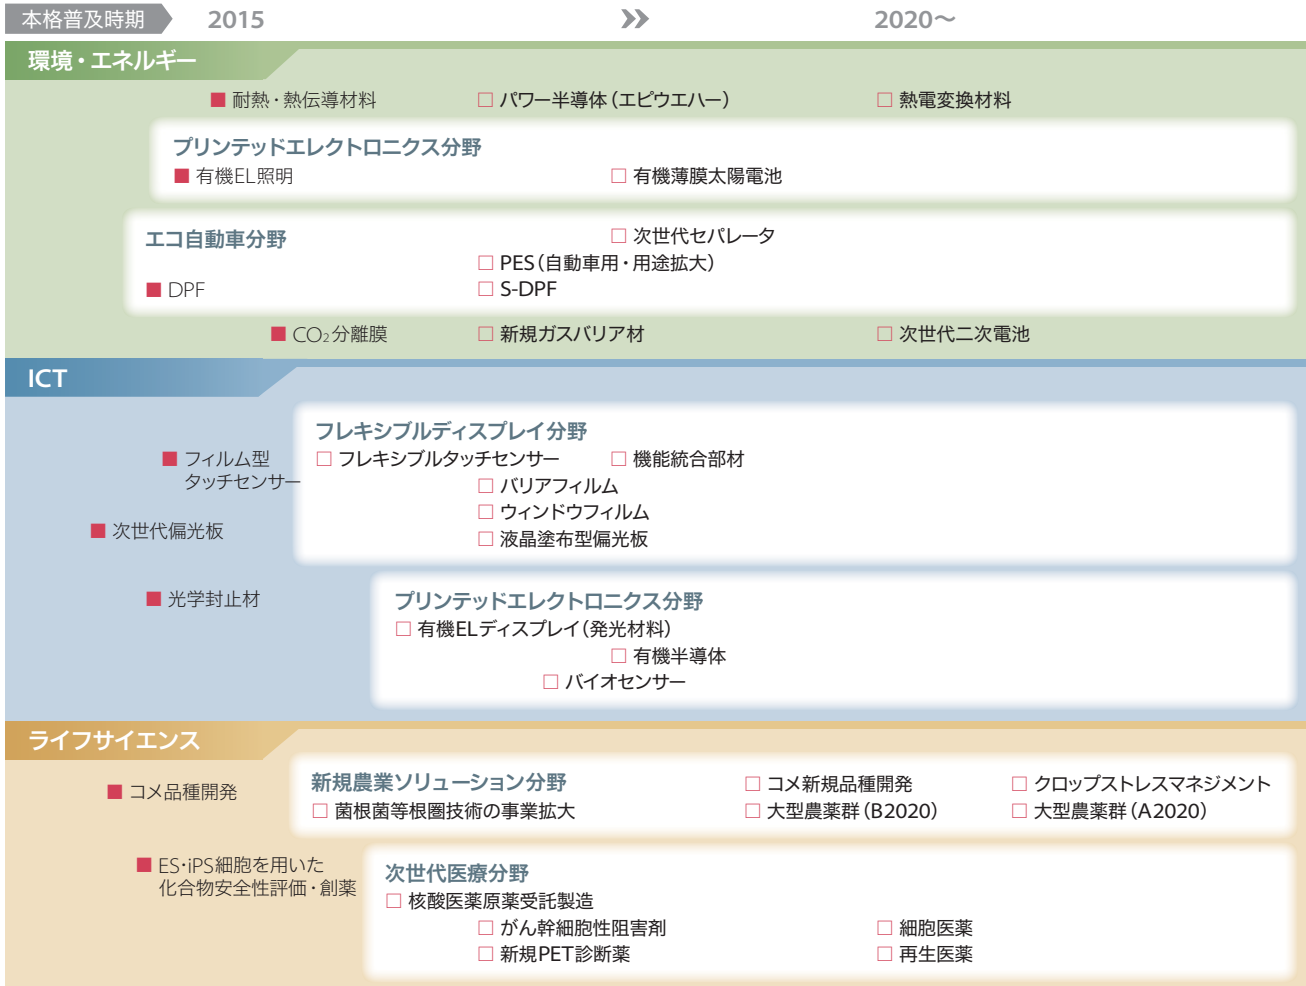 本格普及時期 2015 2020〜
環境・エネルギー
■ 耐熱・熱伝導材料 □ パワー半導体（エピウエハー） □ 熱電変換材料
プリンテッドエレクトロニクス分野
■ 有機EL照明 □ 有機薄膜太陽電池
エコ自動車分野 □ 次世代セパレータ
□ PES（自動車用・用途拡大）
■ DPF □ S-DPF
■ CO₂分離膜 □ 新規ガスバリア材 □ 次世代二次電池
ICT
フレキシブルディスプレイ分野
■ フィルム型 □ フレキシブルタッチセンサー □ 機能統合部材
タッチセンサー
□ バリアフィルム
□ ウィンドウフィルム
■ 次世代偏光板
□ 液晶塗布型偏光板
■ 光学封止材
プリンテッドエレクトロニクス分野
□ 有機ELディスプレイ（発光材料）
□ 有機半導体
□ バイオセンサー
ライフサイエンス
■ コメ品種開発
新規農業ソリューション分野 □ コメ新規品種開発 □ クロップストレスマネジメント
□ 菌根菌等根圏技術の事業拡大 □ 大型農薬群（B2020） □ 大型農薬群（A2020）
■ ES・iPS細胞を用いた
化合物安全性評価・創薬
次世代医療分野
□ 核酸医薬原薬受託製造
□ がん幹細胞性阻害剤 □ 細胞医薬
□ 新規PET診断薬 □ 再生医薬